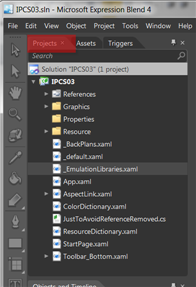 IPCS03.sln - Microsoft Expression Blend 4
File Edit View Object Project Tools Window Help
Projects Assets Triggers
Search
Solution "IPCS03" (1 project)
IPCS03
References
Graphics
Properties
Resource
_BackPlans.xaml
_default.xaml
_EmulationLibraries.xaml
App.xaml
AspectLink.xaml
ColorDictionary.xaml
JustToAvoidReferenceRemoved.cs
ResourceDictionary.xaml
StartPage.xaml
Toolbar_Bottom.xaml
Objects and Timeline